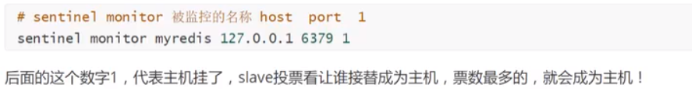 # sentinel monitor 被监控的名称 host port 1
sentinel monitor myredis 127.0.0.1 6379 1
后面的这个数字1，代表主机挂了，slave投票看让谁接替成为主机，票数最多的，就会成为主机！